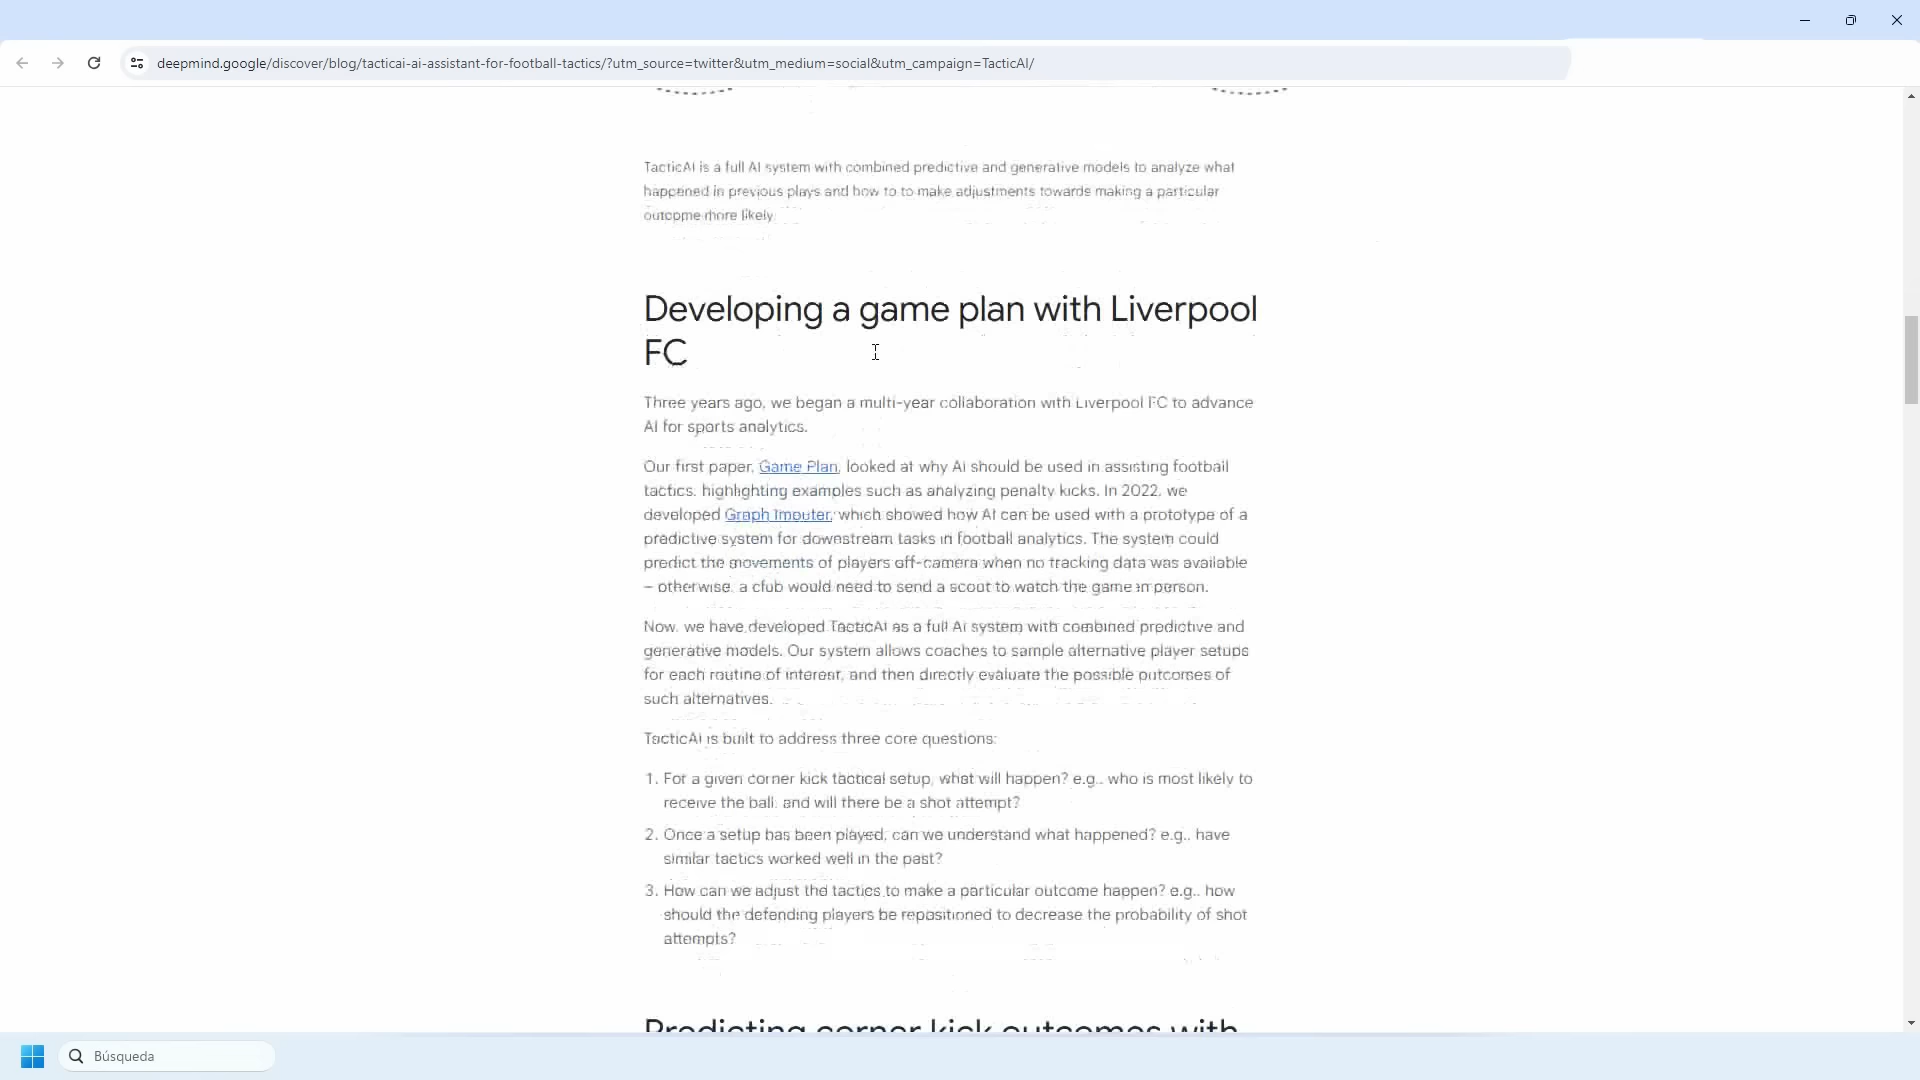 deepmind.google/discover/blog/tacticai-ai-assistant-for-football-tactics/?utm_source=twitter&utm_medium=social&utm_campaign=TacticAI/
TacticAI is a full AI system with combined predictive and generative models to analyze what
happened in previous plays and how to to make adjustments towards making a particular
outcome more likely
Developing a game plan with Liverpool
FC
Three years ago, we began a multi-year collaboration with Liverpool FC to advance
AI for sports analytics.
Our first paper, Game Plan, looked at why AI should be used in assisting football
tactics, highlighting examples such as analyzing penalty kicks. In 2022, we
developed Graph Imputer, which showed how AI can be used with a prototype of a
predictive system for downstream tasks in football analytics. The system could
predict the movements of players off-camera when no tracking data was available
– otherwise, a club would need to send a scout to watch the game in person.
Now, we have developed TacticAI as a full AI system with combined predictive and
generative models. Our system allows coaches to sample alternative player setups
for each routine of interest, and then directly evaluate the possible outcomes of
such alternatives.
TacticAI is built to address three core questions:
1. For a given corner kick tactical setup, what will happen? e.g., who is most likely to
receive the ball, and will there be a shot attempt?
2. Once a setup has been played, can we understand what happened? e.g., have
similar tactics worked well in the past?
3. How can we adjust the tactics to make a particular outcome happen? e.g., how
should the defending players be repositioned to decrease the probability of shot
attempts?
Predicting corner kick outcomes with
Búsqueda